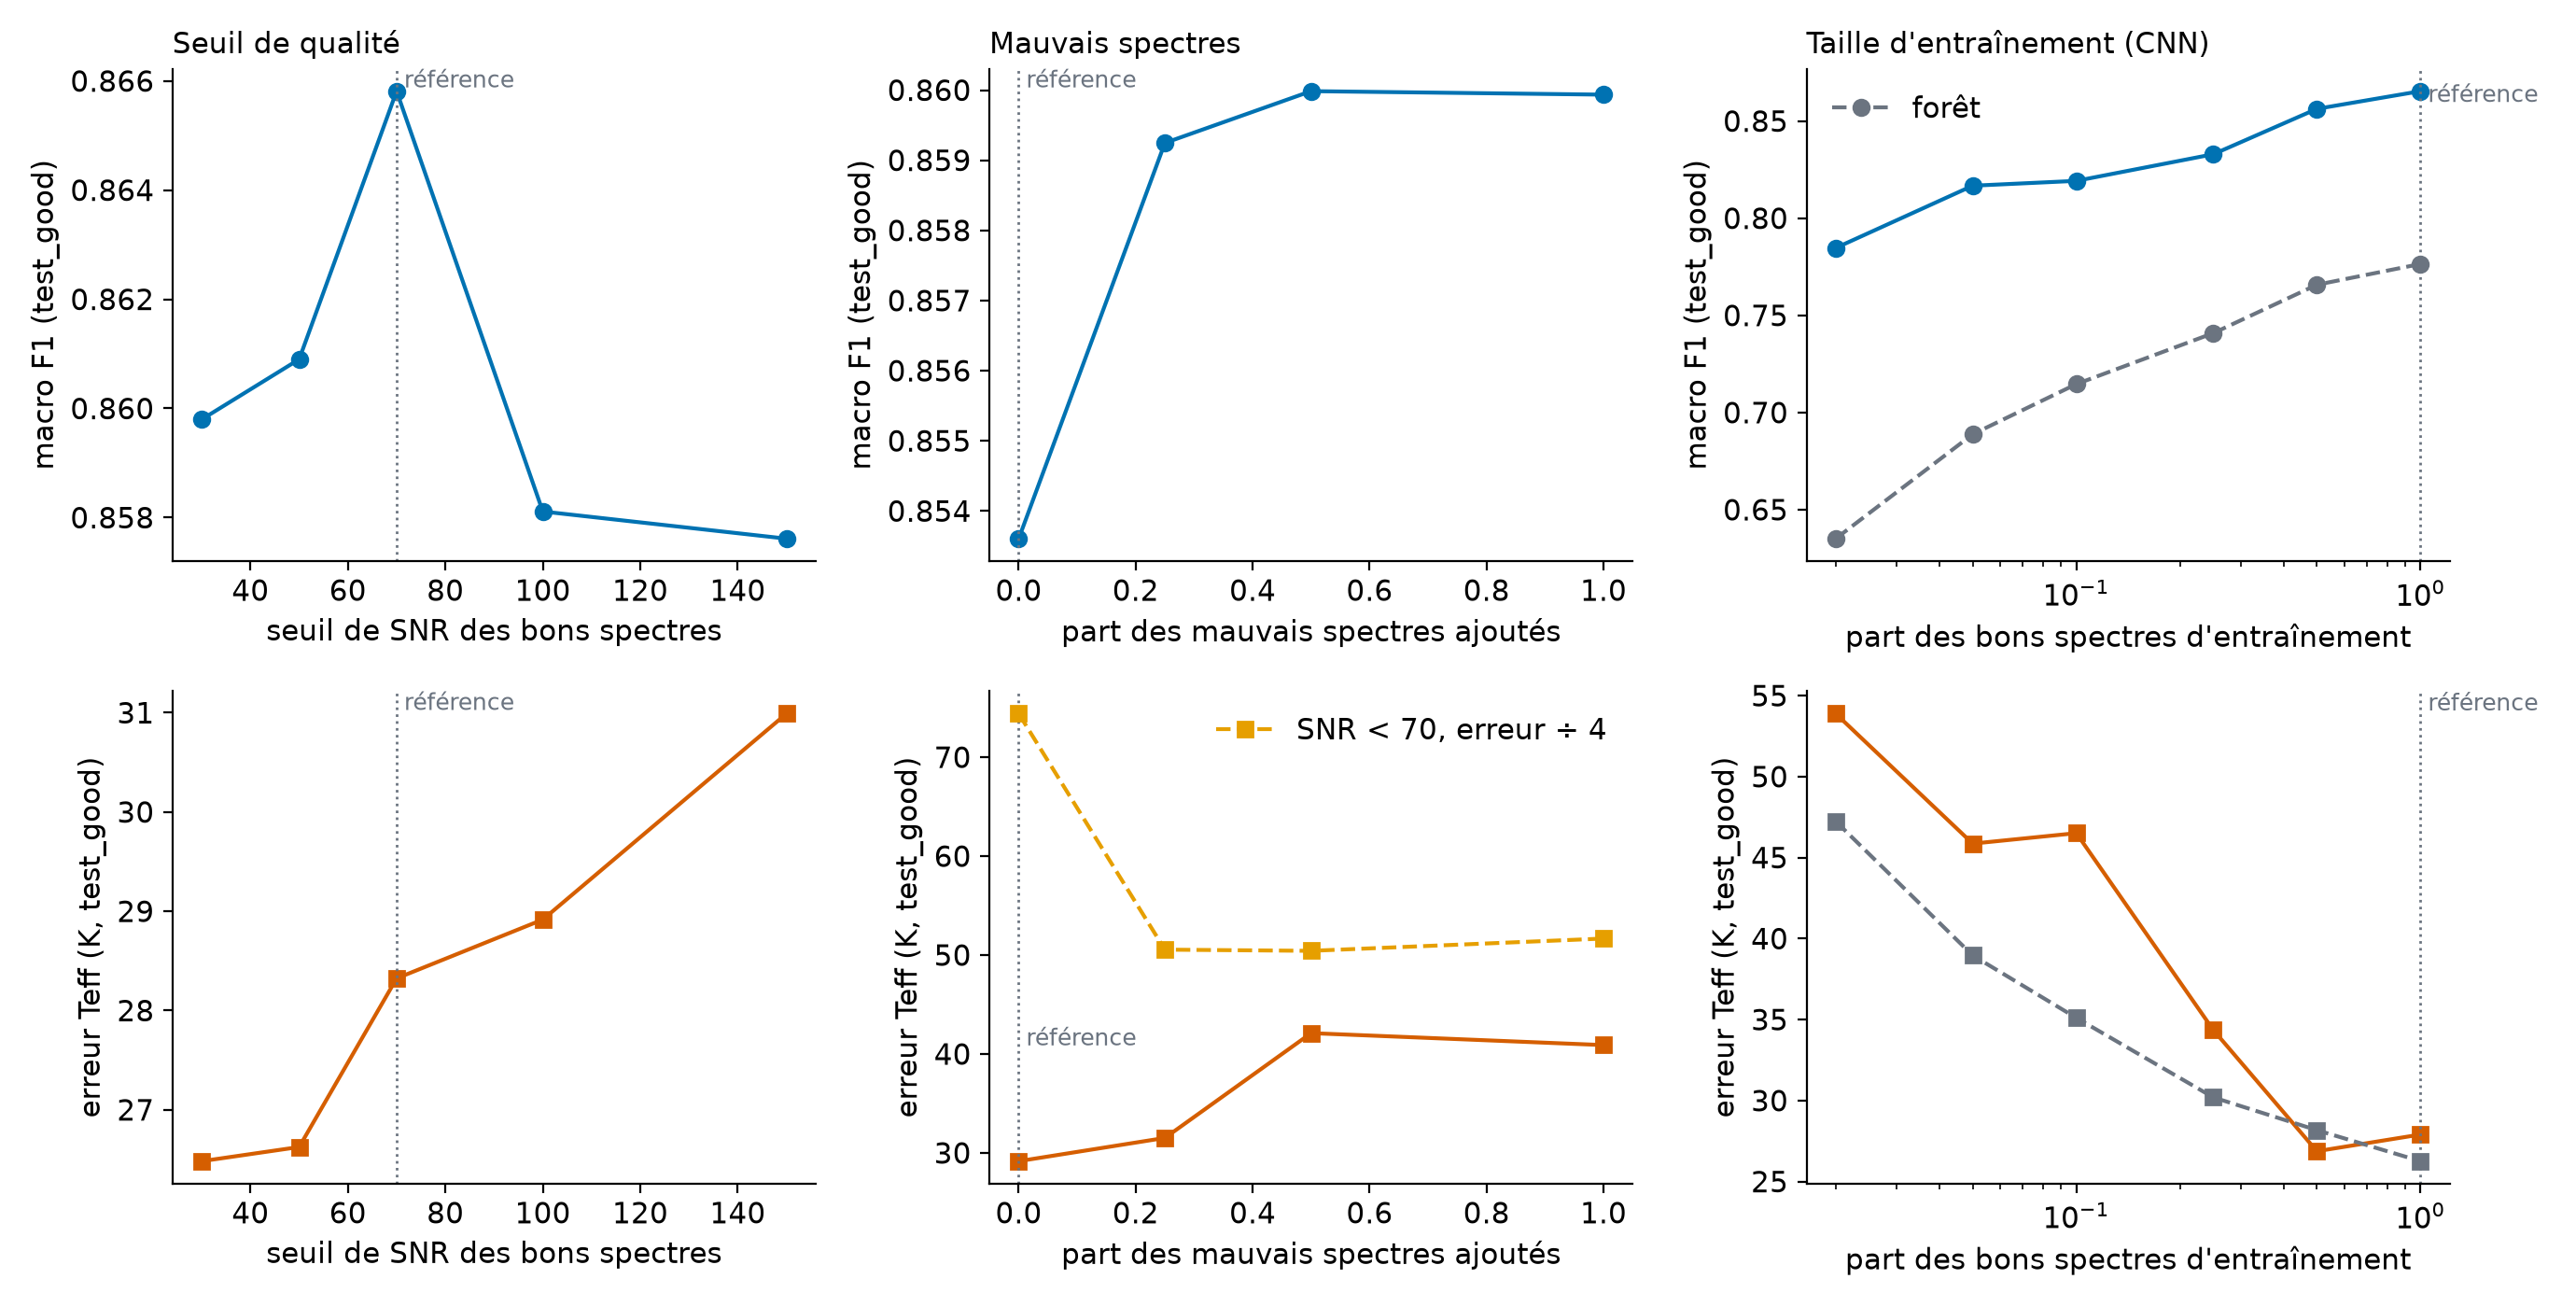 Seuil de qualité
référence
0.866
0.864
0.862
0.860
0.858
macro F1 (test_good)
40 60 80 100 120 140
seuil de SNR des bons spectres
Mauvais spectres
référence
0.860
0.859
0.858
0.857
0.856
0.855
0.854
macro F1 (test_good)
0.0 0.2 0.4 0.6 0.8 1.0
part des mauvais spectres ajoutés
Taille d'entraînement (CNN)
référence
forêt
0.85
0.80
0.75
0.70
0.65
macro F1 (test_good)
10⁻¹ 10⁰
part des bons spectres d'entraînement
référence
31
30
29
28
27
erreur Teff (K, test_good)
40 60 80 100 120 140
seuil de SNR des bons spectres
SNR < 70, erreur ÷ 4
référence
70
60
50
40
30
erreur Teff (K, test_good)
0.0 0.2 0.4 0.6 0.8 1.0
part des mauvais spectres ajoutés
référence
55
50
45
40
35
30
25
erreur Teff (K, test_good)
10⁻¹ 10⁰
part des bons spectres d'entraînement